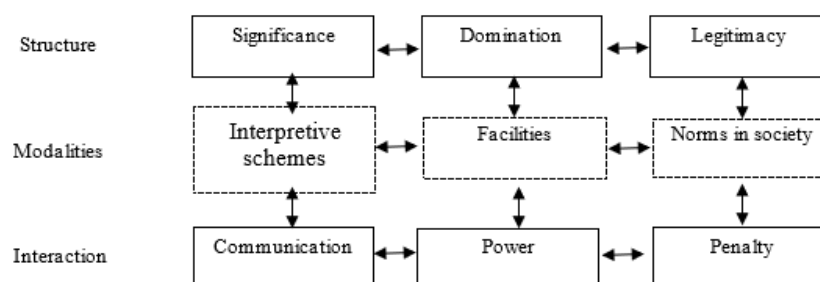 Structure
Significance
Domination
Legitimacy
Modalities
Interpretive
schemes
Facilities
Norms in society
Interaction
Communication
Power
Penalty